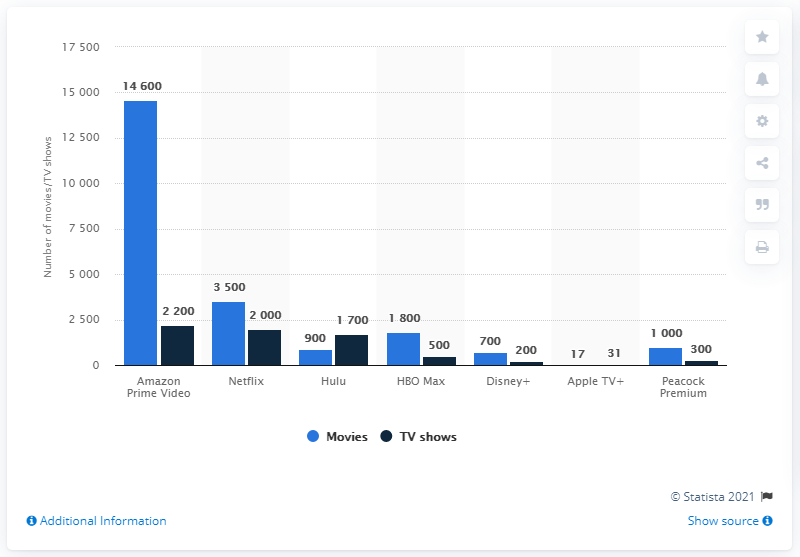 17 500
15 000
12 500
10 000
7 500
5 000
2 500
0
Number of movies/TV shows
14 600
2 200
3 500
2 000
900
1 700
1 800
500
700
200
17
31
1 000
300
Amazon
Prime Video
Netflix
Hulu
HBO Max
Disney+
Apple TV+
Peacock
Premium
Movies
TV shows
© Statista 2021
Additional Information
Show source